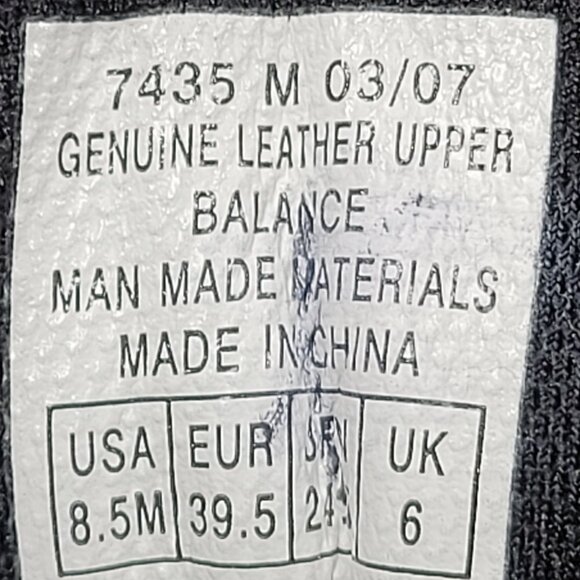 7435 M 03/07
GENUINE LEATHER UPPER
BALANCE
MAN MADE MATERIALS
MADE IN CHINA
USA EUR UK
8.5M 39.5 6